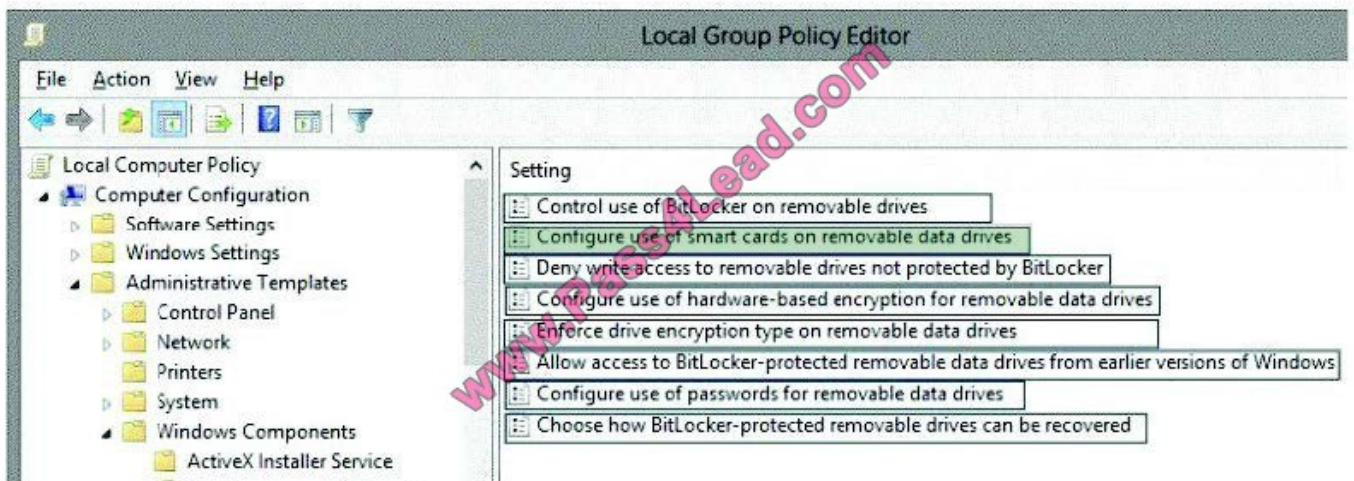 Local Group Policy Editor
File Action View Help
Local Computer Policy
Computer Configuration
Software Settings
Windows Settings
Administrative Templates
Control Panel
Network
Printers
System
Windows Components
ActiveX Installer Service
Setting
Control use of BitLocker on removable drives
Configure use of smart cards on removable data drives
Deny write access to removable drives not protected by BitLocker
Configure use of hardware-based encryption for removable data drives
Enforce drive encryption type on removable data drives
Allow access to BitLocker-protected removable data drives from earlier versions of Windows
Configure use of passwords for removable data drives
Choose how BitLocker-protected removable drives can be recovered
www.Pass4Lead.com